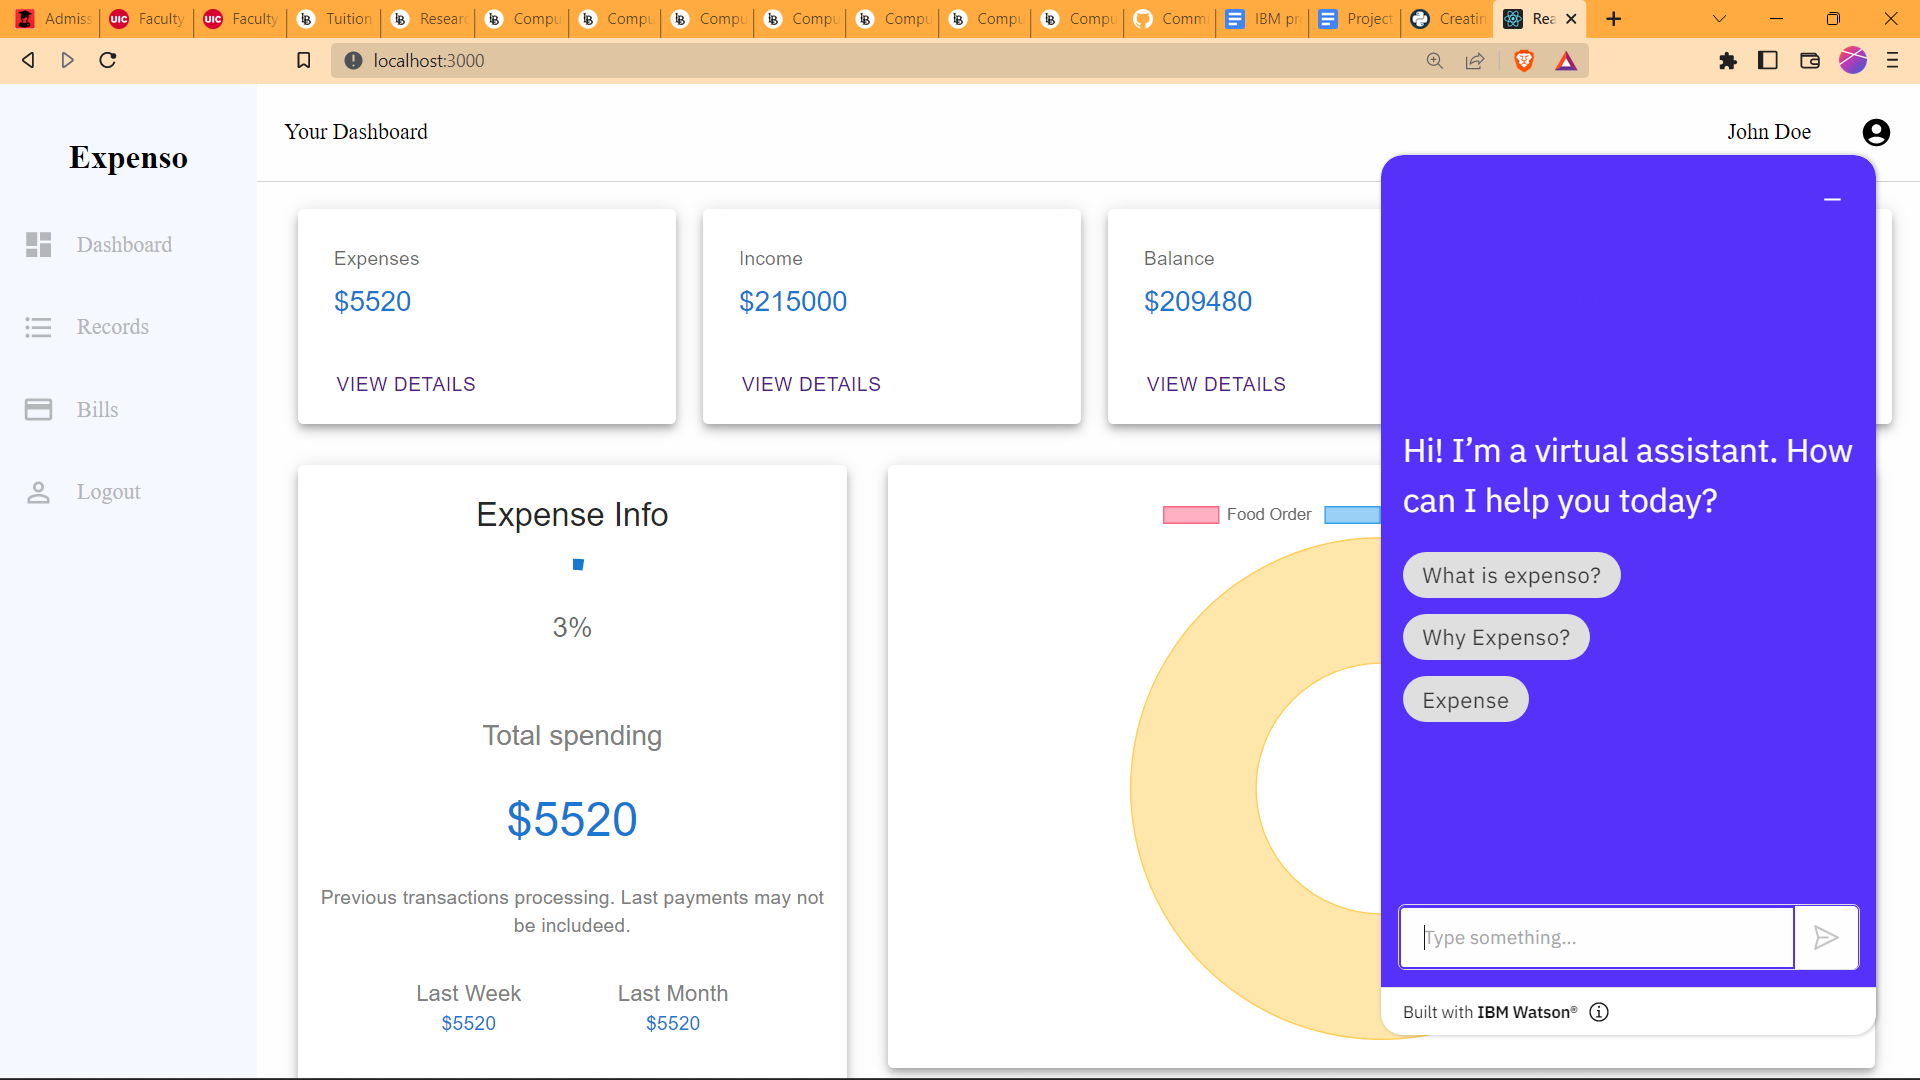 Admiss
UIC Faculty
UIC Faculty
Tuition
Researc
Compu
Compu
Compu
Compu
Compu
Compu
Compu
Commi
IBM pr
Project
Creatin
Rea
localhost:3000
Expenso
Dashboard
Records
Bills
Logout
Your Dashboard
John Doe
Expenses
$5520
VIEW DETAILS
Income
$215000
VIEW DETAILS
Balance
$209480
VIEW DETAILS
Expense Info
3%
Total spending
$5520
Previous transactions processing. Last payments may not
be includeed.
Last Week
$5520
Last Month
$5520
Food Order
Hi! I’m a virtual assistant. How
can I help you today?
What is expenso?
Why Expenso?
Expense
Type something...
Built with IBM Watson®